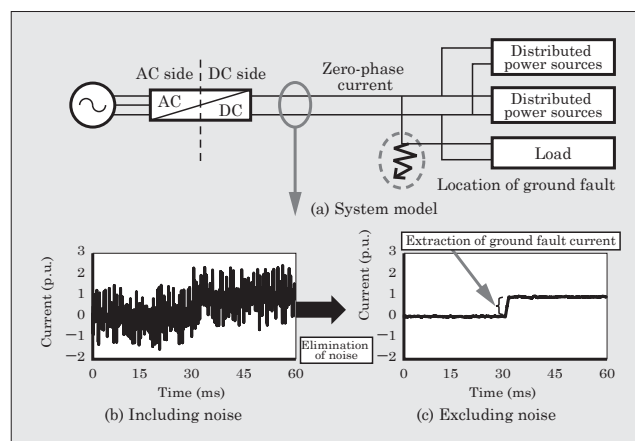 AC side
DC side
Zero-phase
current
Distributed
power sources
AC
DC
Distributed
power sources
Load
Location of ground fault
(a) System model
Current (p.u.)
3
2
1
0
−1
−2
0
15
30
45
60
Time (ms)
(b) Including noise
Elimination
of noise
Current (p.u.)
3
2
1
0
−1
−2
Extraction of ground fault current
0
15
30
45
60
Time (ms)
(c) Excluding noise